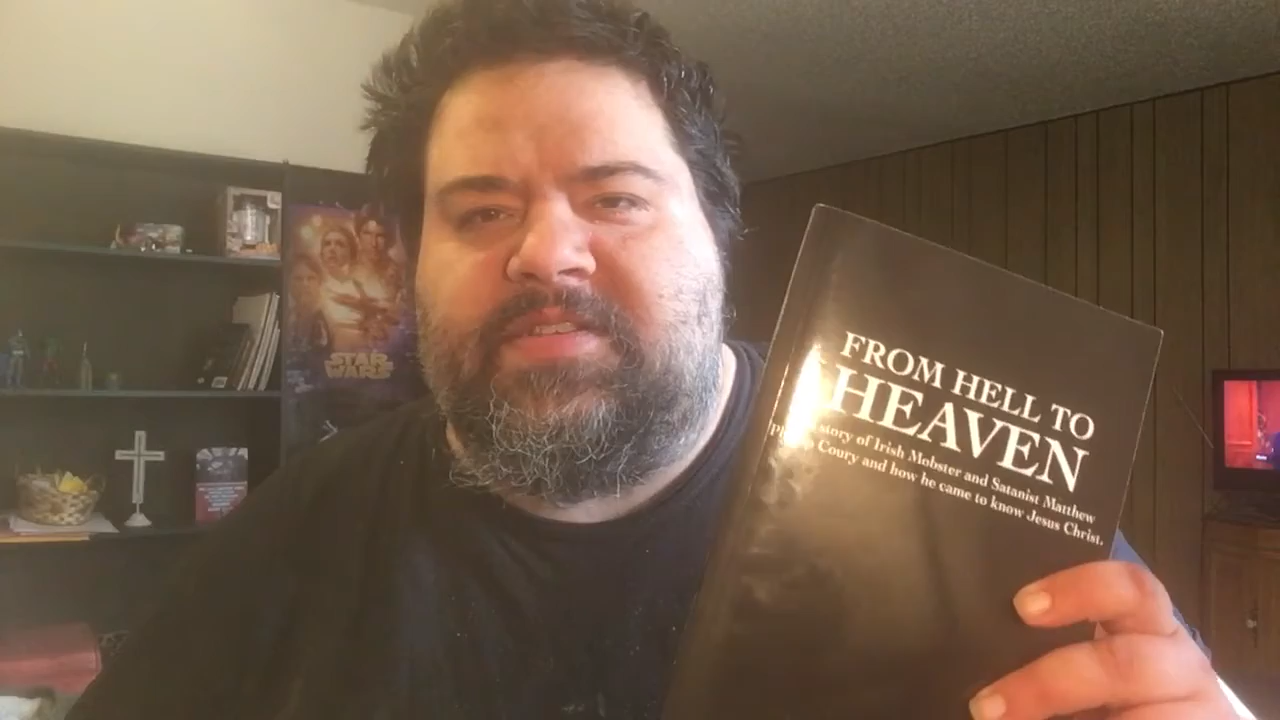 STAR
WARS
FROM HELL TO
HEAVEN
story of Irish Mobster and Satanist Matthew
Coury and how he came to know Jesus Christ.